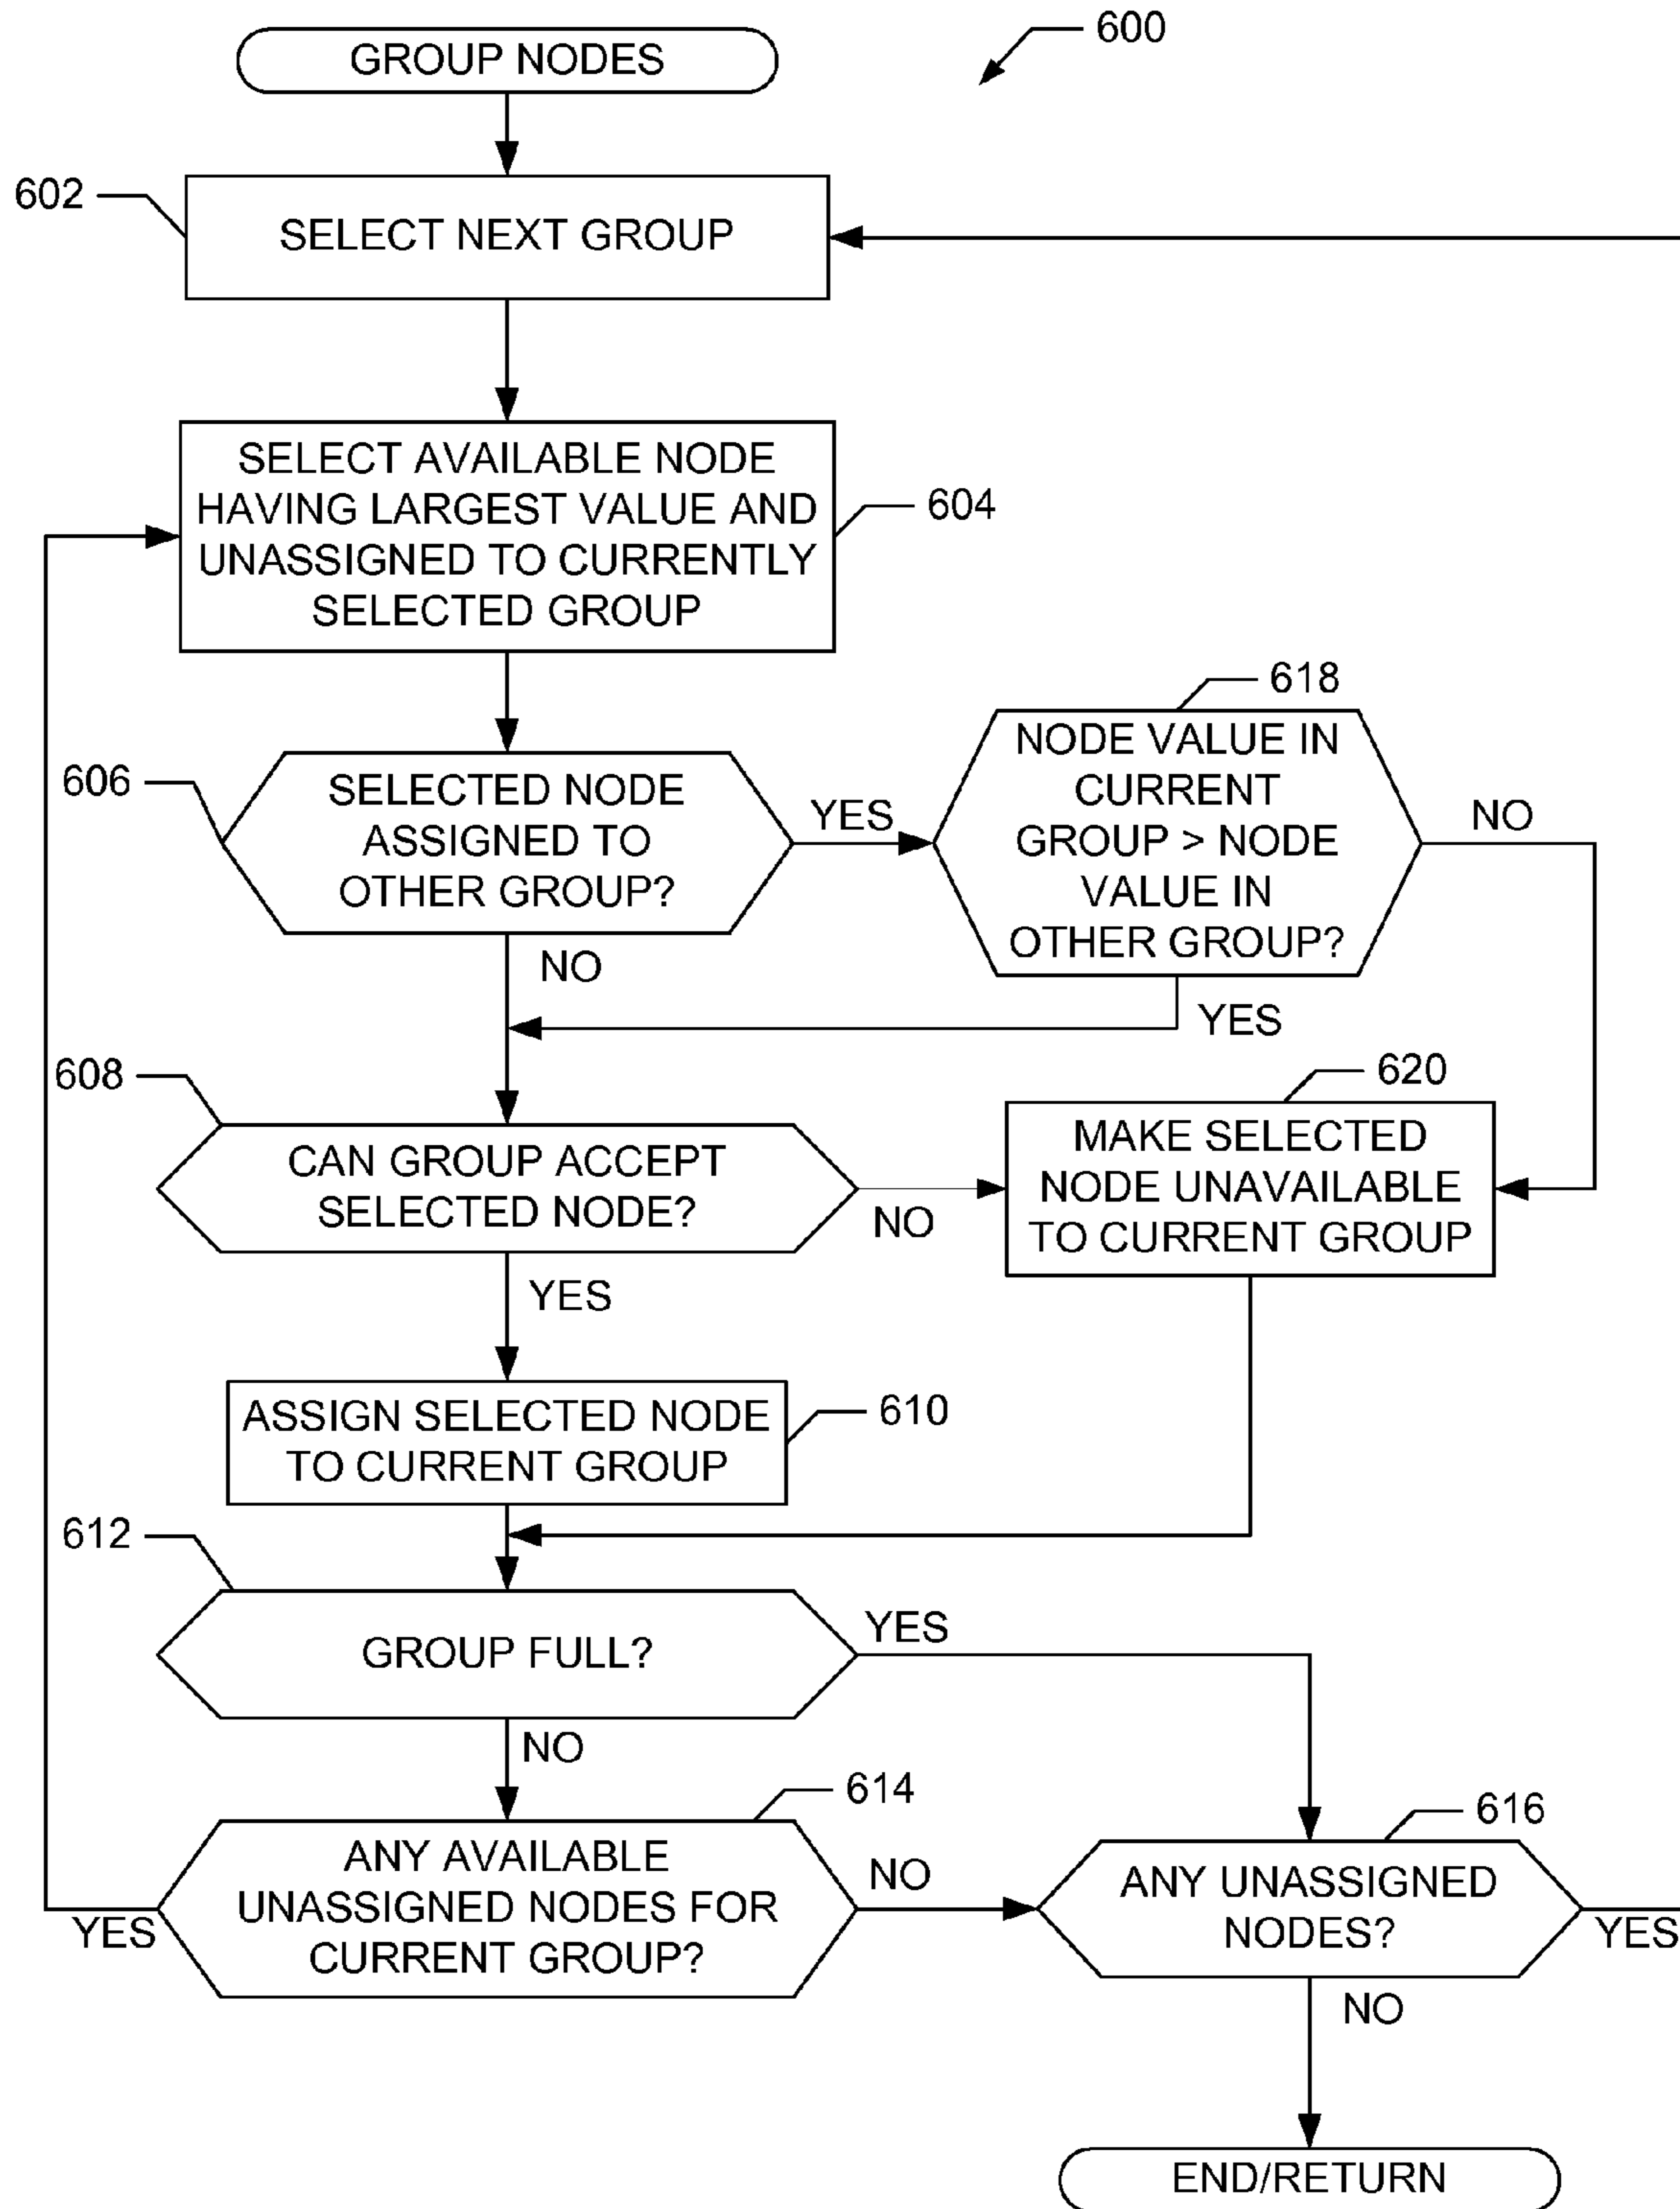 GROUP NODES
600
602
SELECT NEXT GROUP
SELECT AVAILABLE NODE
HAVING LARGEST VALUE AND
UNASSIGNED TO CURRENTLY
SELECTED GROUP
604
606
SELECTED NODE
ASSIGNED TO
OTHER GROUP?
YES
NO
618
NODE VALUE IN
CURRENT
GROUP > NODE
VALUE IN
OTHER GROUP?
NO
YES
608
CAN GROUP ACCEPT
SELECTED NODE?
NO
YES
620
MAKE SELECTED
NODE UNAVAILABLE
TO CURRENT GROUP
ASSIGN SELECTED NODE
TO CURRENT GROUP
610
612
GROUP FULL?
YES
NO
614
ANY AVAILABLE
UNASSIGNED NODES FOR
CURRENT GROUP?
YES
NO
616
ANY UNASSIGNED
NODES?
YES
NO
END/RETURN